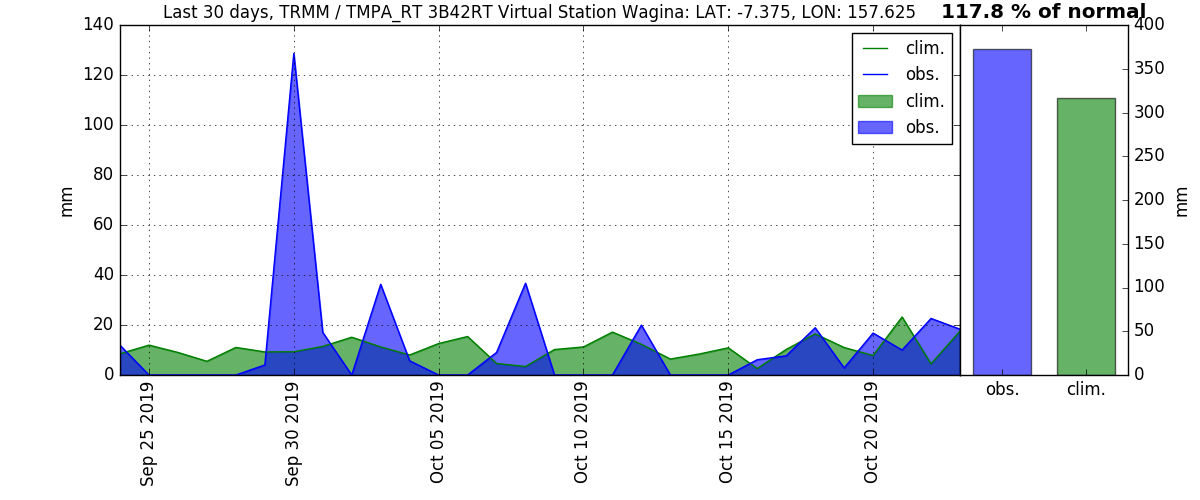 Last 30 days, TRMM / TMPA_RT 3B42RT Virtual Station Wagina: LAT: -7.375, LON: 157.625
117.8 % of normal
140
120
100
80
60
40
20
0
mm
clim.
obs.
clim.
obs.
Sep 25 2019
Sep 30 2019
Oct 05 2019
Oct 10 2019
Oct 15 2019
Oct 20 2019
400
350
300
250
200
150
100
50
0
mm
obs.
clim.